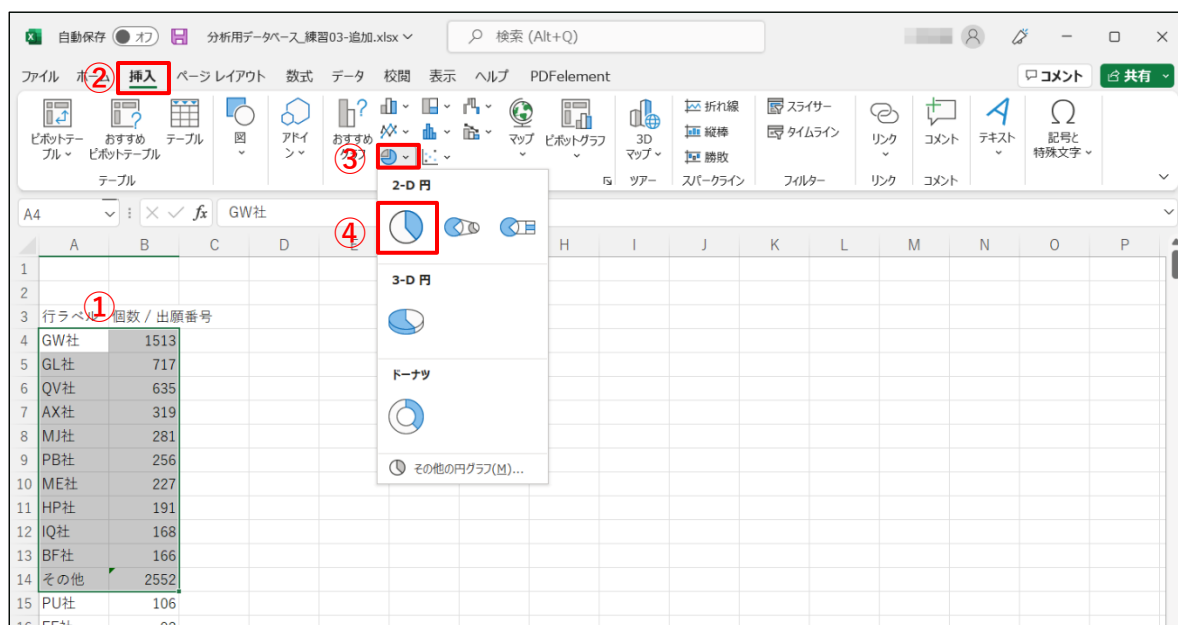 自動保存 オフ 分析用データベース_練習03-追加.xlsx 検索 (Alt+Q)
ファイル ホーム ② 挿入 ページ レイアウト 数式 データ 校閲 表示 ヘルプ PDFelement コメント 共有
ピボットテーブル
おすすめピボットテーブル
テーブル
図
アドイン
おすすめグラフ
③
マップ
ピボットグラフ
3Dマップ
折れ線
縦棒
勝敗
スライサー
タイムライン
リンク
コメント
テキスト
記号と特殊文字
テーブル ツアー スパークライン フィルター リンク コメント
A4 fx GW社
2-D 円
④
3-D 円
ドーナツ
その他の円グラフ(M)...
A B C D E H I J K L M N O P
1
2
①
3 行ラベル 個数 / 出願番号
4 GW社 1513
5 GL社 717
6 QV社 635
7 AX社 319
8 MJ社 281
9 PB社 256
10 ME社 227
11 HP社 191
12 IQ社 168
13 BF社 166
14 その他 2552
15 PU社 106